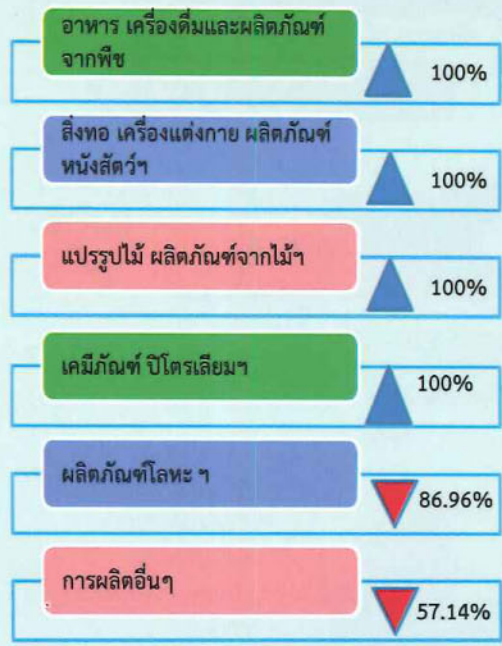 อาหาร เครื่องดื่มและผลิตภัณฑ์
จากพืช
100%
สิ่งทอ เครื่องแต่งกาย ผลิตภัณฑ์
หนังสัตว์ฯ
100%
แปรรูปไม้ ผลิตภัณฑ์จากไม้ฯ
100%
เคมีภัณฑ์ ปิโตรเลียมฯ
100%
ผลิตภัณฑ์โลหะ ฯ
86.96%
การผลิตอื่นๆ
57.14%